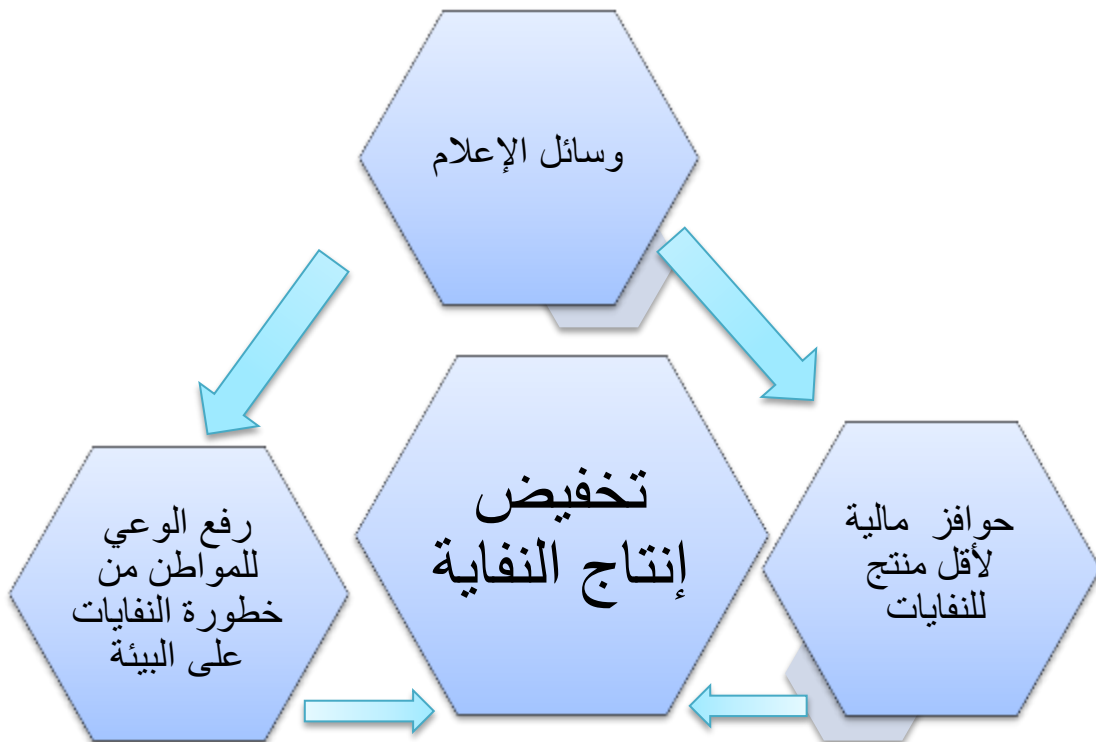 وسائل الإعلام
تخفيض
إنتاج النفاية
حوافز مالية
لأقل منتج
للنفايات
رفع الوعي
للمواطن من
خطورة النفايات
على البيئة